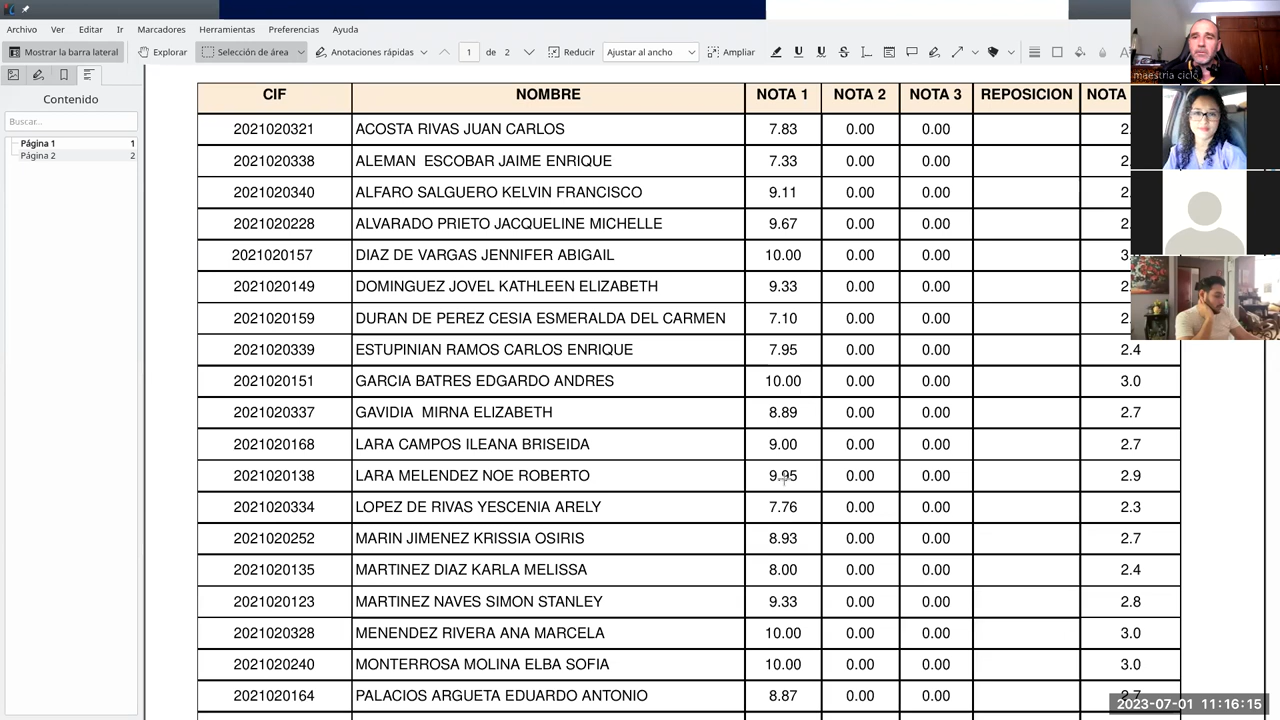 Archivo Ver Editar Ir Marcadores Herramientas Preferencias Ayuda
Mostrar la barra lateral Explorar Selección de área Anotaciones rápidas 1 de 2 Reducir Ajustar al ancho Ampliar
Contenido
Buscar...
Página 1 1
Página 2 2
CIF NOMBRE NOTA 1 NOTA 2 NOTA 3 REPOSICION NOTA
2021020321 ACOSTA RIVAS JUAN CARLOS 7.83 0.00 0.00
2021020338 ALEMAN ESCOBAR JAIME ENRIQUE 7.33 0.00 0.00
2021020340 ALFARO SALGUERO KELVIN FRANCISCO 9.11 0.00 0.00
2021020228 ALVARADO PRIETO JACQUELINE MICHELLE 9.67 0.00 0.00
2021020157 DIAZ DE VARGAS JENNIFER ABIGAIL 10.00 0.00 0.00
2021020149 DOMINGUEZ JOVEL KATHLEEN ELIZABETH 9.33 0.00 0.00
2021020159 DURAN DE PEREZ CESIA ESMERALDA DEL CARMEN 7.10 0.00 0.00
2021020339 ESTUPINIAN RAMOS CARLOS ENRIQUE 7.95 0.00 0.00 2.4
2021020151 GARCIA BATRES EDGARDO ANDRES 10.00 0.00 0.00 3.0
2021020337 GAVIDIA MIRNA ELIZABETH 8.89 0.00 0.00 2.7
2021020168 LARA CAMPOS ILEANA BRISEIDA 9.00 0.00 0.00 2.7
2021020138 LARA MELENDEZ NOE ROBERTO 9.95 0.00 0.00 2.9
2021020334 LOPEZ DE RIVAS YESCENIA ARELY 7.76 0.00 0.00 2.3
2021020252 MARIN JIMENEZ KRISSIA OSIRIS 8.93 0.00 0.00 2.7
2021020135 MARTINEZ DIAZ KARLA MELISSA 8.00 0.00 0.00 2.4
2021020123 MARTINEZ NAVES SIMON STANLEY 9.33 0.00 0.00 2.8
2021020328 MENENDEZ RIVERA ANA MARCELA 10.00 0.00 0.00 3.0
2021020240 MONTERROSA MOLINA ELBA SOFIA 10.00 0.00 0.00 3.0
2021020164 PALACIOS ARGUETA EDUARDO ANTONIO 8.87 0.00 0.00 2.7
maestria ciclo
2023-07-01 11:16:15